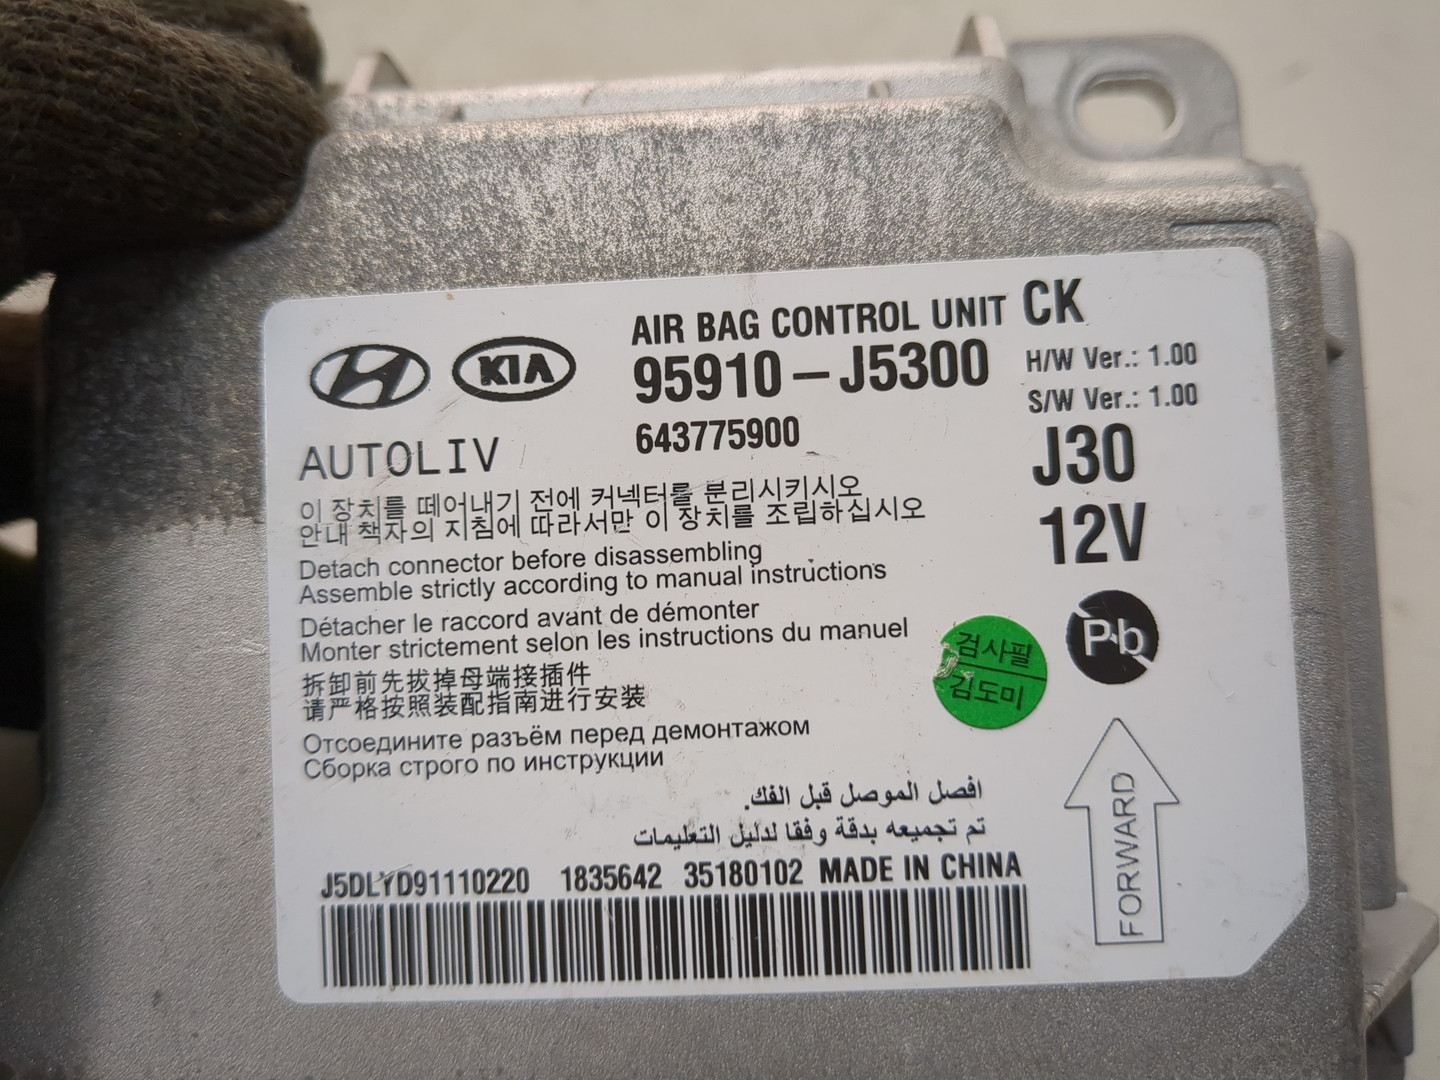 AIR BAG CONTROL UNIT CK
KIA
95910-J5300
H/W Ver.: 1.00
S/W Ver.: 1.00
643775900
J30
AUTOLIV
12V
이 장치를 떼어내기 전에 커넥터를 분리시키시오
안내 책자의 지침에 따라서만 이 장치를 조립하십시오
Detach connector before disassembling
Assemble strictly according to manual instructions
Détacher le raccord avant de démonter
Monter strictement selon les instructions du manuel
검사필
김도미
Pb
拆卸前先拔掉母端接插件
请严格按照装配指南进行安装
Отсоедините разъём перед демонтажом
Сборка строго по инструкции
افصل الموصل قبل الفك.
تم تجميعه بدقة وفقا لدليل التعليمات
FORWARD
J5DLYD91110220 1835642 35180102 MADE IN CHINA